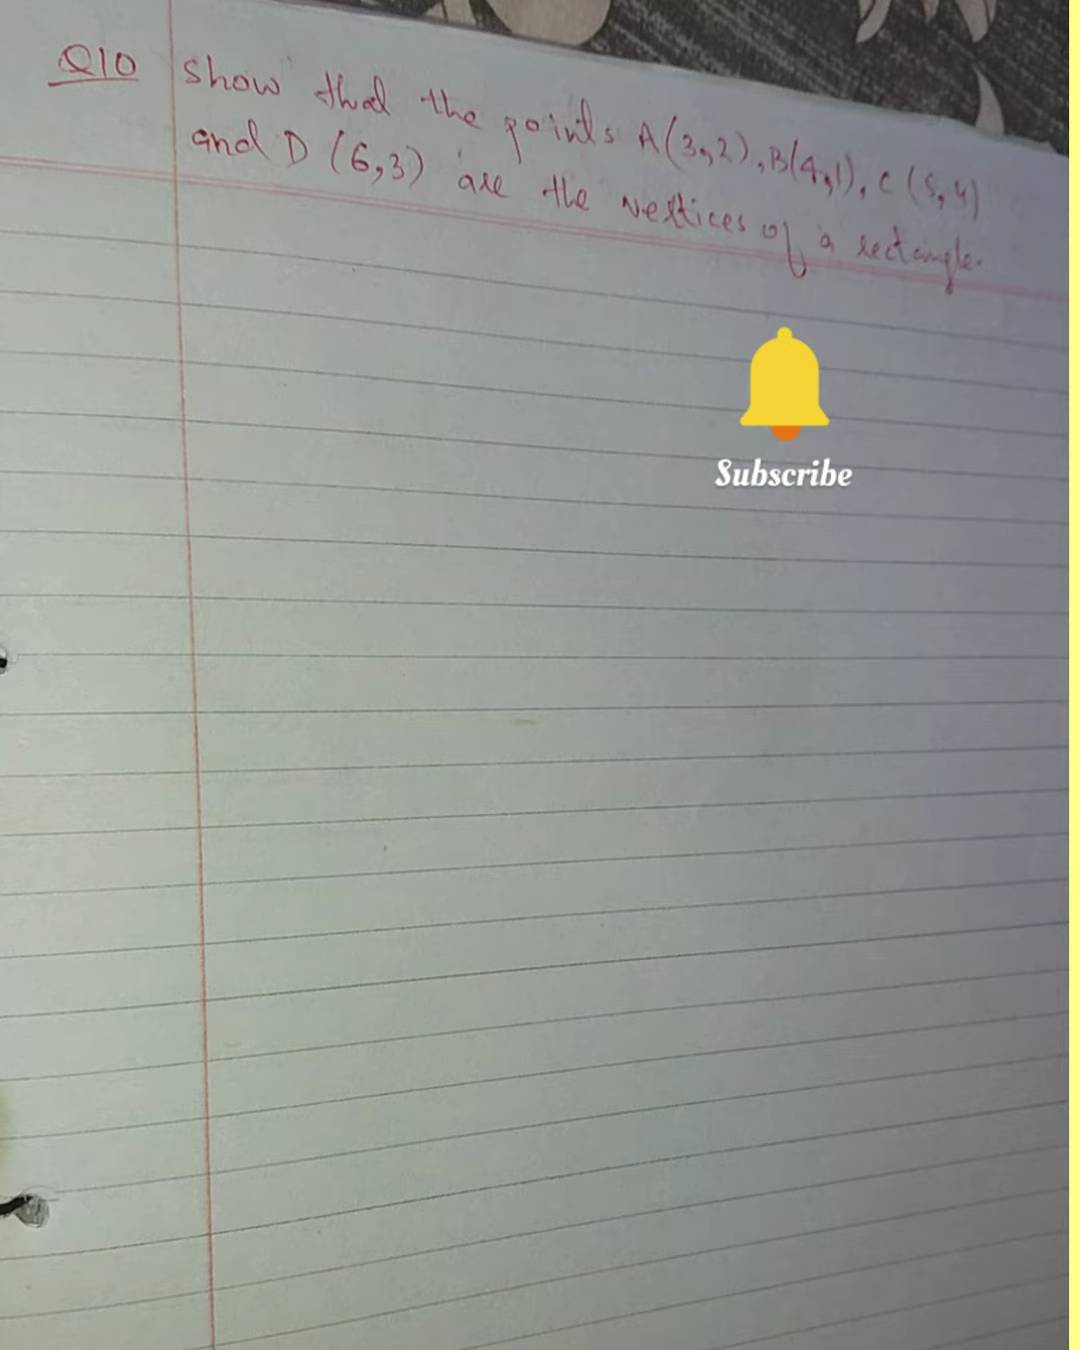 Q10 show that the points A(3,2), B(4,1), C(5,4)
and D (6,3) are the vertices of a rectangle.
Subscribe